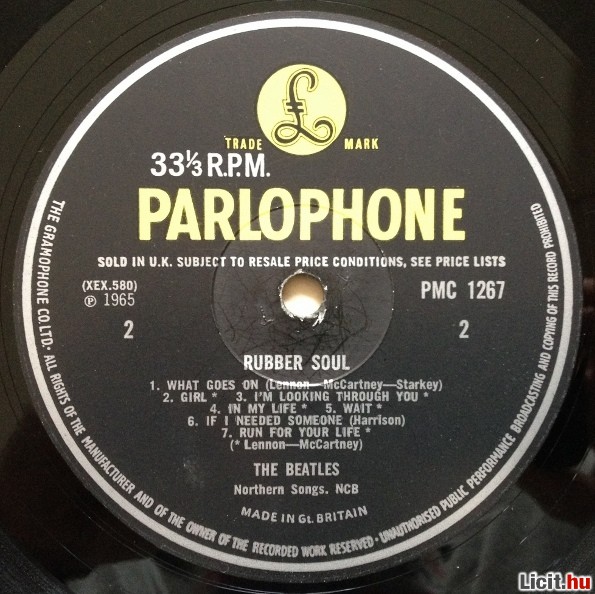 £
TRADE MARK
33⅓ R.P.M.
PARLOPHONE
SOLD IN U.K. SUBJECT TO RESALE PRICE CONDITIONS, SEE PRICE LISTS
(XEX.580) PMC 1267
℗ 1965
2 2
RUBBER SOUL
1. WHAT GOES ON (Lennon—McCartney—Starkey)
2. GIRL * 3. I'M LOOKING THROUGH YOU *
4. IN MY LIFE * 5. WAIT *
6. IF I NEEDED SOMEONE (Harrison)
7. RUN FOR YOUR LIFE *
(* Lennon—McCartney)
THE BEATLES
Northern Songs. NCB
MADE IN GT. BRITAIN
THE GRAMOPHONE CO. LTD. · ALL RIGHTS OF THE MANUFACTURER AND OF THE OWNER OF THE RECORDED WORK RESERVED · UNAUTHORISED PUBLIC PERFORMANCE BROADCASTING AND COPYING OF THIS RECORD PROHIBITED
Licit.hu